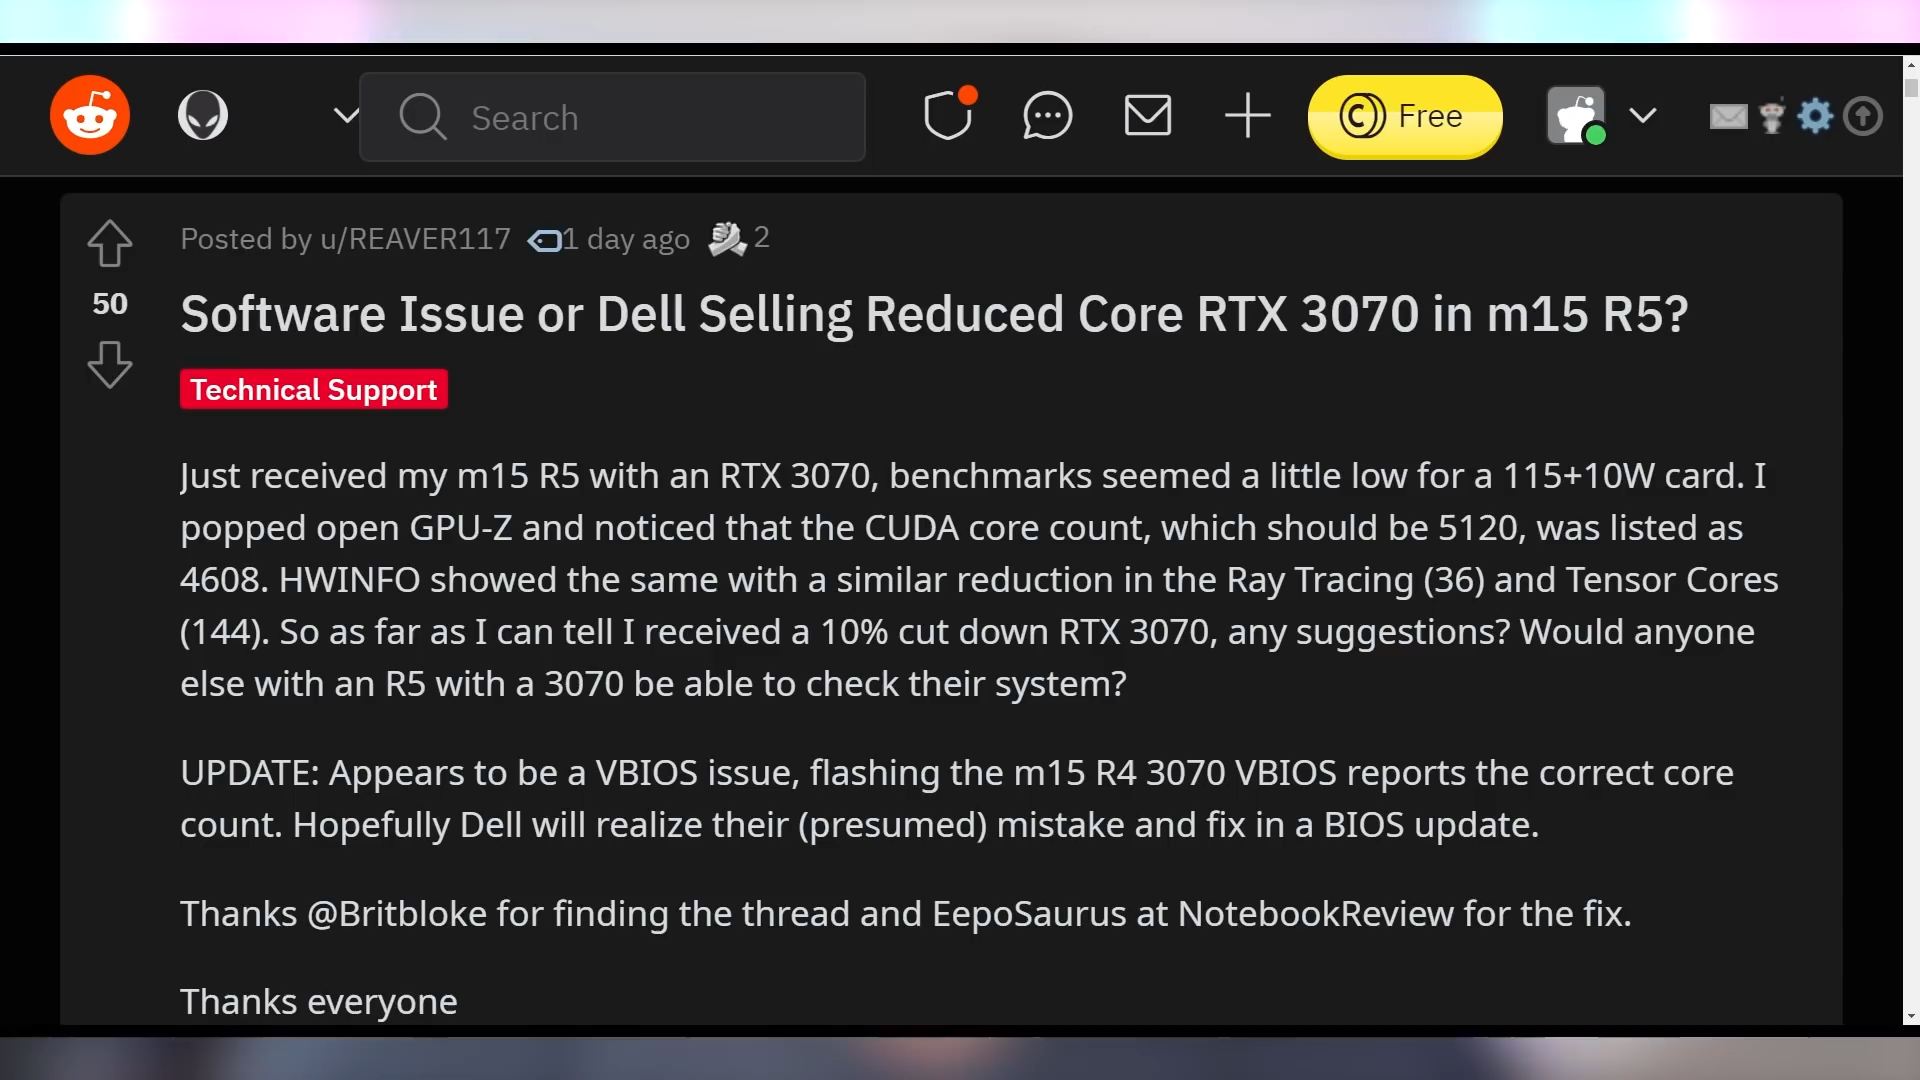 Search
Free
Posted by u/REAVER117 1 day ago 2
50
Software Issue or Dell Selling Reduced Core RTX 3070 in m15 R5?
Technical Support
Just received my m15 R5 with an RTX 3070, benchmarks seemed a little low for a 115+10W card. I
popped open GPU-Z and noticed that the CUDA core count, which should be 5120, was listed as
4608. HWINFO showed the same with a similar reduction in the Ray Tracing (36) and Tensor Cores
(144). So as far as I can tell I received a 10% cut down RTX 3070, any suggestions? Would anyone
else with an R5 with a 3070 be able to check their system?
UPDATE: Appears to be a VBIOS issue, flashing the m15 R4 3070 VBIOS reports the correct core
count. Hopefully Dell will realize their (presumed) mistake and fix in a BIOS update.
Thanks @Britbloke for finding the thread and EepoSaurus at NotebookReview for the fix.
Thanks everyone